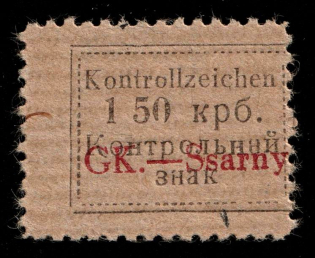 Kontrollzeichen
1 50 крб.
Контрольний
GK. — Ssarny
знак